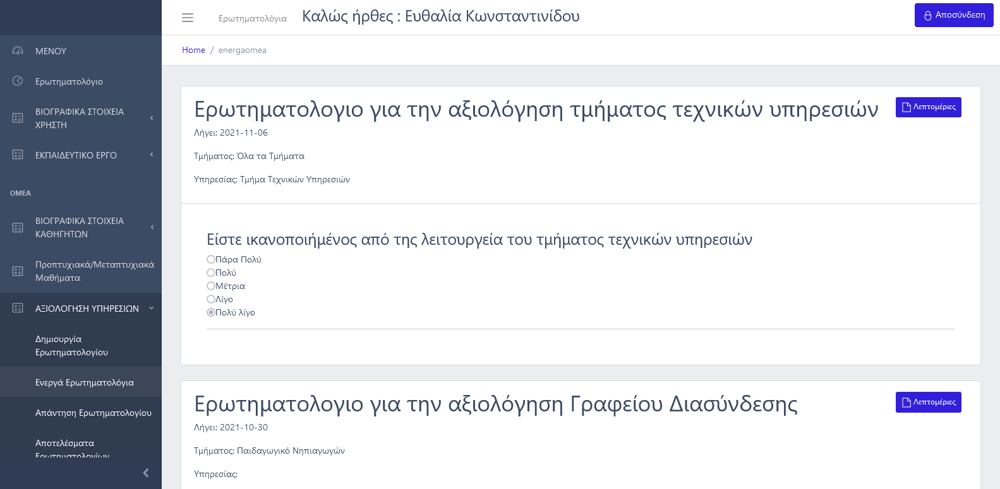 ΜΕΝΟΥ
Ερωτηματολόγιο
ΒΙΟΓΡΑΦΙΚΑ ΣΤΟΙΧΕΙΑ
ΧΡΗΣΤΗ
ΕΚΠΑΙΔΕΥΤΙΚΟ ΕΡΓΟ
ΟΜΕΑ
ΒΙΟΓΡΑΦΙΚΑ ΣΤΟΙΧΕΙΑ
ΚΑΘΗΓΗΤΩΝ
Προπτυχιακά/Μεταπτυχιακά
Μαθήματα
ΑΞΙΟΛΟΓΗΣΗ ΥΠΗΡΕΣΙΩΝ
Δημιουργία
Ερωτηματολογίου
Ενεργά Ερωτηματολόγια
Απάντηση Ερωτηματολογίου
Αποτελέσματα
Ερωτηματολογίων
Ερωτηματολόγια
Καλώς ήρθες : Ευθαλία Κωνσταντινίδου
Αποσύνδεση
Home / energaomea
Ερωτηματολογιο για την αξιολόγηση τμήματος τεχνικών υπηρεσιών
Λεπτομέριες
Λήγει: 2021-11-06
Τμήματος: Όλα τα Τμήματα
Υπηρεσίας: Τμήμα Τεχνικών Υπηρεσιών
Είστε ικανοποιήμένος από της λειτουργεία του τμήματος τεχνικών υπηρεσιών
Πάρα Πολύ
Πολύ
Μέτρια
Λίγο
Πολύ λίγο
Ερωτηματολογιο για την αξιολόγηση Γραφείου Διασύνδεσης
Λεπτομέριες
Λήγει: 2021-10-30
Τμήματος: Παιδαγωγικό Νηπιαγωγών
Υπηρεσίας: